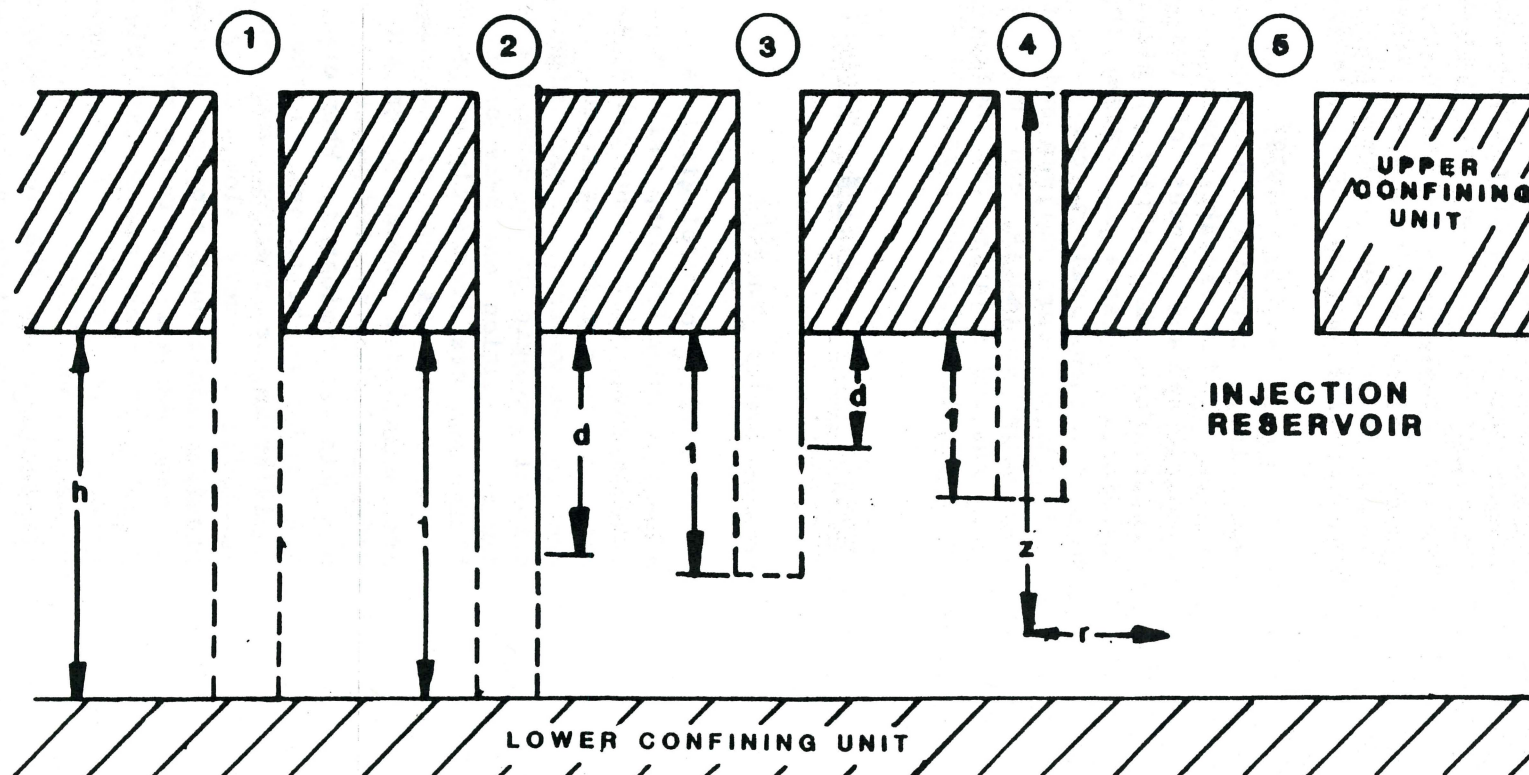 1 2 3 4 5
UPPER
CONFINING
UNIT
d
d
1
INJECTION
RESERVOIR
d
1
h
1
z
r
LOWER CONFINING UNIT